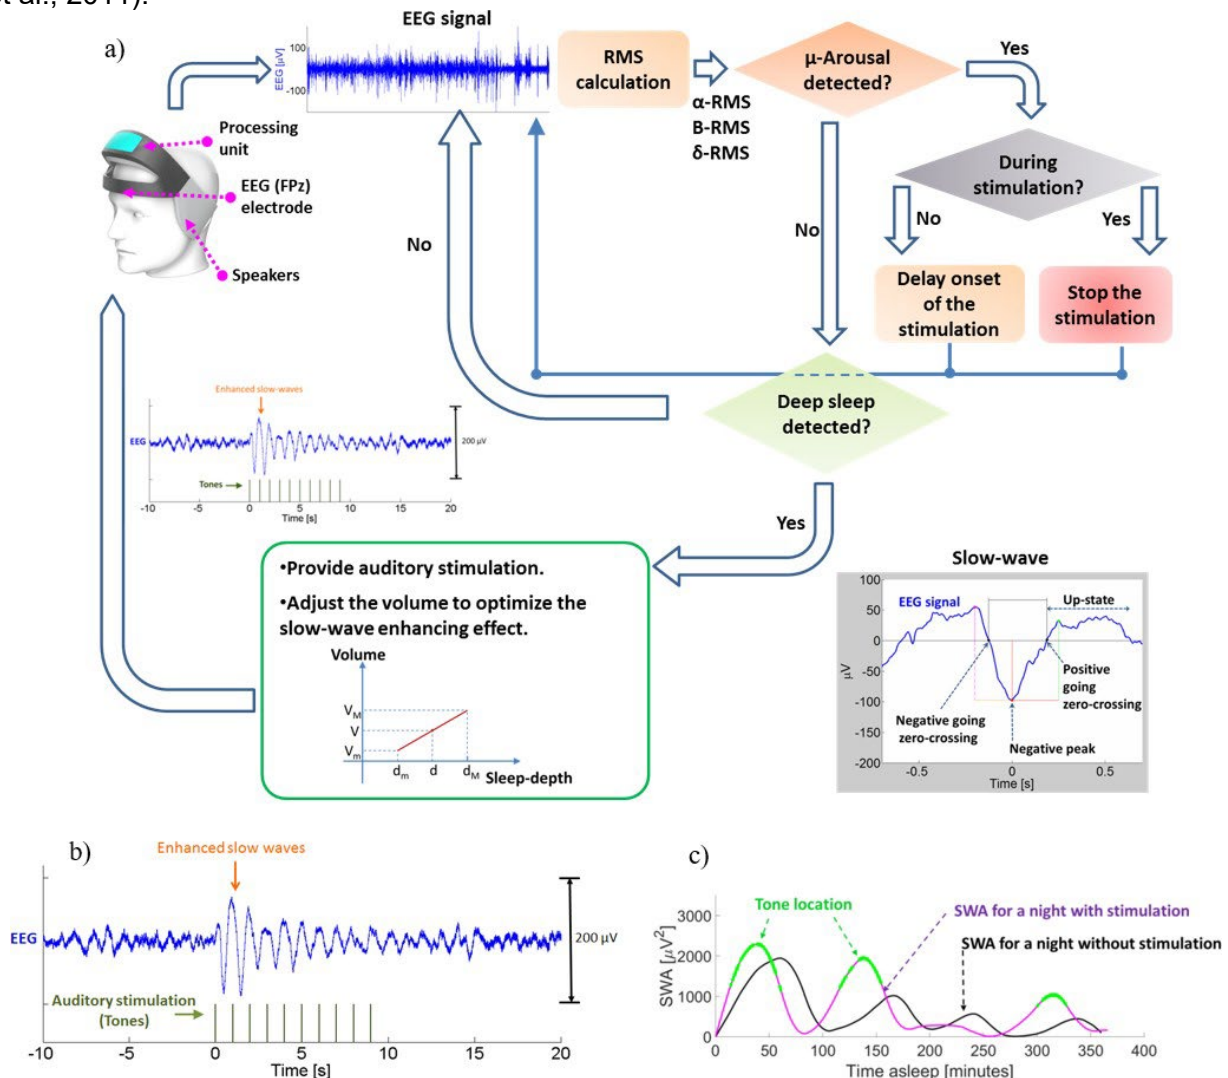 et al., 2011).
a)
EEG signal
EEG [μV]
100
-100
RMS
calculation
α-RMS
Β-RMS
δ-RMS
μ-Arousal
detected?
Yes
During
stimulation?
No
Yes
Delay onset
of the
stimulation
Stop the
stimulation
Processing
unit
EEG (FPz)
electrode
Speakers
No
No
Deep sleep
detected?
Yes
Enhanced slow-waves
EEG
200 μV
Tones
-10 -5 0 5 10 15 20
Time [s]
•Provide auditory stimulation.
•Adjust the volume to optimize the
slow-wave enhancing effect.
Volume
VM
V
Vm
dm d dM
Sleep-depth
Slow-wave
100
50
0
-50
-100
-150
-200
μV
EEG signal
Up-state
Positive
going
zero-crossing
Negative going
zero-crossing
Negative peak
-0.5 0 0.5
Time [s]
b)
Enhanced slow waves
EEG
200 μV
Auditory stimulation
(Tones)
-10 -5 0 5 10 15 20
Time [s]
c)
SWA [μV²]
3000
2000
1000
0
Tone location
SWA for a night with stimulation
SWA for a night without stimulation
0 50 100 150 200 250 300 350 400
Time asleep [minutes]